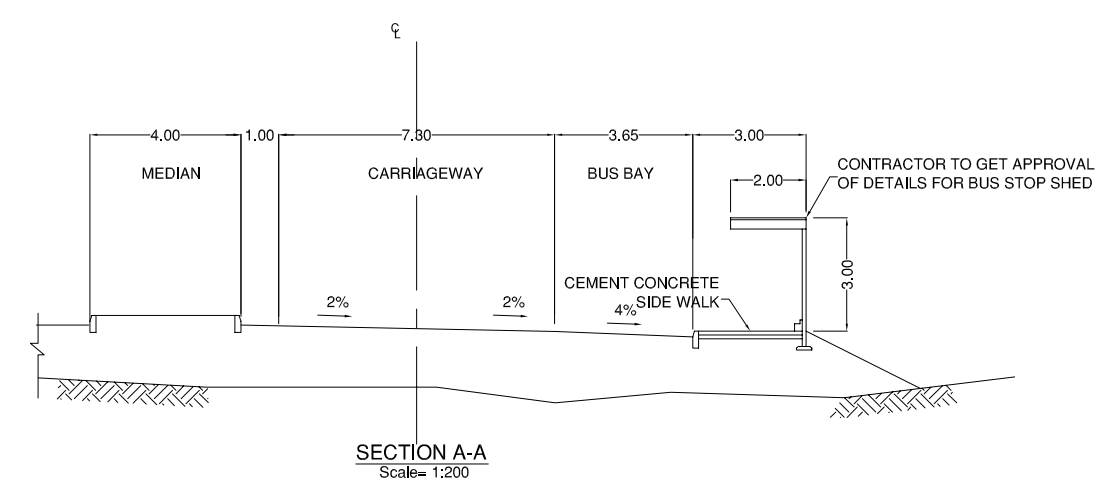 ℄
4.00 1.00 7.30 3.65 3.00
MEDIAN CARRIAGEWAY BUS BAY
2.00
CONTRACTOR TO GET APPROVAL
OF DETAILS FOR BUS STOP SHED
3.00
CEMENT CONCRETE
SIDE WALK
2% 2% 4%
SECTION A-A
Scale= 1:200